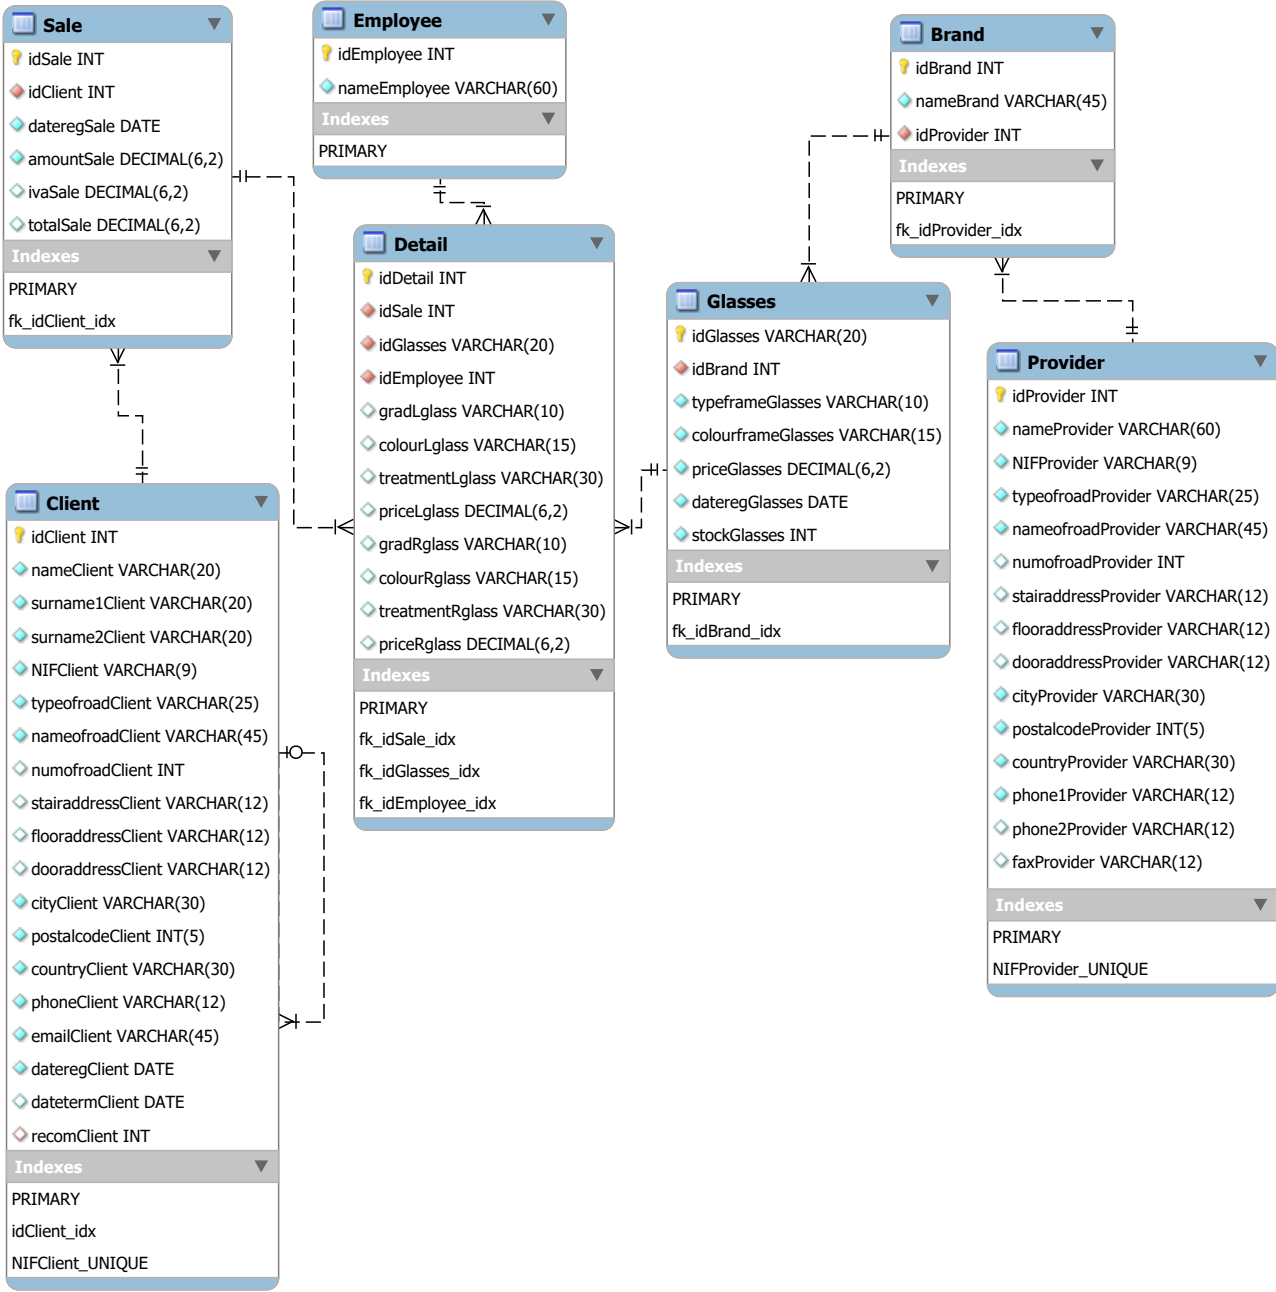 Sale
idSale INT
idClient INT
dateregSale DATE
amountSale DECIMAL(6,2)
ivaSale DECIMAL(6,2)
totalSale DECIMAL(6,2)
Indexes
PRIMARY
fk_idClient_idx
Employee
idEmployee INT
nameEmployee VARCHAR(60)
Indexes
PRIMARY
Brand
idBrand INT
nameBrand VARCHAR(45)
idProvider INT
Indexes
PRIMARY
fk_idProvider_idx
Detail
idDetail INT
idSale INT
idGlasses VARCHAR(20)
idEmployee INT
gradLglass VARCHAR(10)
colourLglass VARCHAR(15)
treatmentLglass VARCHAR(30)
priceLglass DECIMAL(6,2)
gradRglass VARCHAR(10)
colourRglass VARCHAR(15)
treatmentRglass VARCHAR(30)
priceRglass DECIMAL(6,2)
Indexes
PRIMARY
fk_idSale_idx
fk_idGlasses_idx
fk_idEmployee_idx
Glasses
idGlasses VARCHAR(20)
idBrand INT
typeframeGlasses VARCHAR(10)
colourframeGlasses VARCHAR(15)
priceGlasses DECIMAL(6,2)
dateregGlasses DATE
stockGlasses INT
Indexes
PRIMARY
fk_idBrand_idx
Provider
idProvider INT
nameProvider VARCHAR(60)
NIFProvider VARCHAR(9)
typeofroadProvider VARCHAR(25)
nameofroadProvider VARCHAR(45)
numofroadProvider INT
stairaddressProvider VARCHAR(12)
flooraddressProvider VARCHAR(12)
dooraddressProvider VARCHAR(12)
cityProvider VARCHAR(30)
postalcodeProvider INT(5)
countryProvider VARCHAR(30)
phone1Provider VARCHAR(12)
phone2Provider VARCHAR(12)
faxProvider VARCHAR(12)
Indexes
PRIMARY
NIFProvider_UNIQUE
Client
idClient INT
nameClient VARCHAR(20)
surname1Client VARCHAR(20)
surname2Client VARCHAR(20)
NIFClient VARCHAR(9)
typeofroadClient VARCHAR(25)
nameofroadClient VARCHAR(45)
numofroadClient INT
stairaddressClient VARCHAR(12)
flooraddressClient VARCHAR(12)
dooraddressClient VARCHAR(12)
cityClient VARCHAR(30)
postalcodeClient INT(5)
countryClient VARCHAR(30)
phoneClient VARCHAR(12)
emailClient VARCHAR(45)
dateregClient DATE
datetermClient DATE
recomClient INT
Indexes
PRIMARY
idClient_idx
NIFClient_UNIQUE